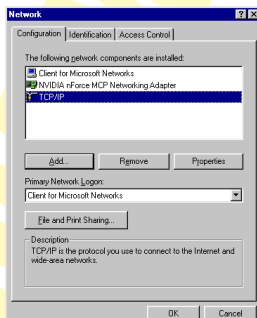 Network
Configuration Identification Access Control
The following network components are installed:
Client for Microsoft Networks
NVIDIA nForce MCP Networking Adapter
TCP/IP
Add... Remove Properties
Primary Network Logon:
Client for Microsoft Networks
File and Print Sharing...
Description
TCP/IP is the protocol you use to connect to the Internet and
wide-area networks.
OK Cancel